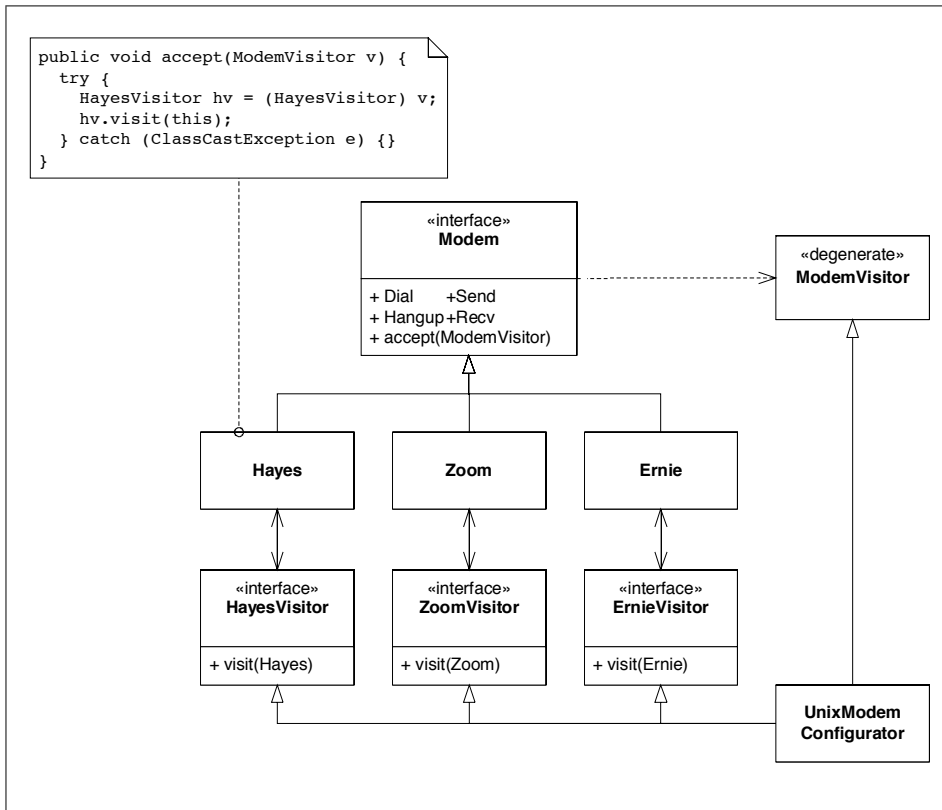 public void accept(ModemVisitor v) {
try {
HayesVisitor hv = (HayesVisitor) v;
hv.visit(this);
} catch (ClassCastException e) {}
}
«interface»
Modem
+ Dial +Send
+ Hangup+Recv
+ accept(ModemVisitor)
«degenerate»
ModemVisitor
Hayes
Zoom
Ernie
«interface»
HayesVisitor
+ visit(Hayes)
«interface»
ZoomVisitor
+ visit(Zoom)
«interface»
ErnieVisitor
+ visit(Ernie)
UnixModem
Configurator